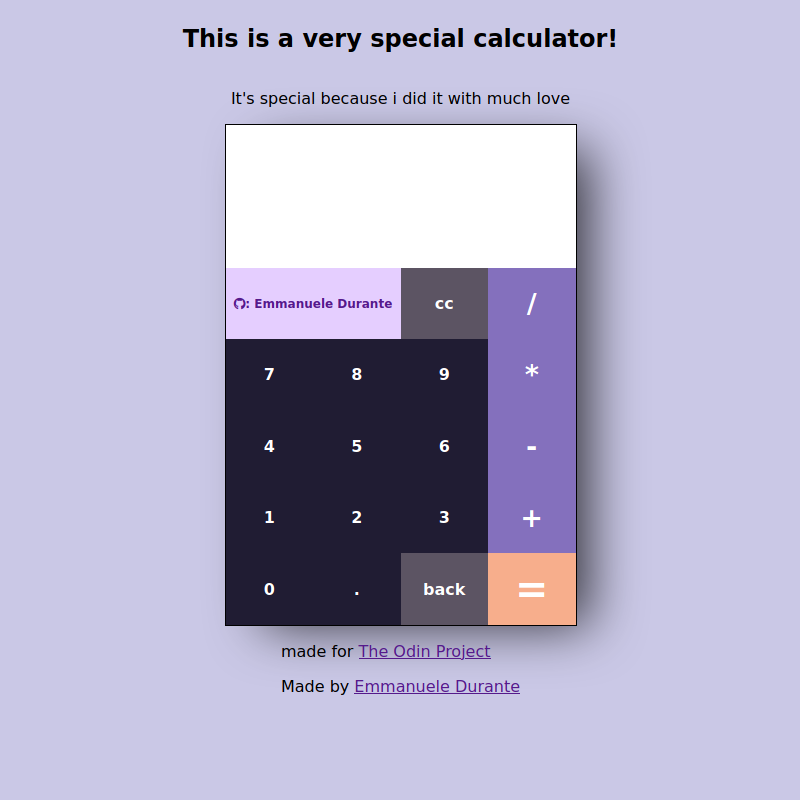 This is a very special calculator!
It's special because i did it with much love
: Emmanuele Durante cc /
7 8 9 *
4 5 6 -
1 2 3 +
0 . back =
made for The Odin Project
Made by Emmanuele Durante